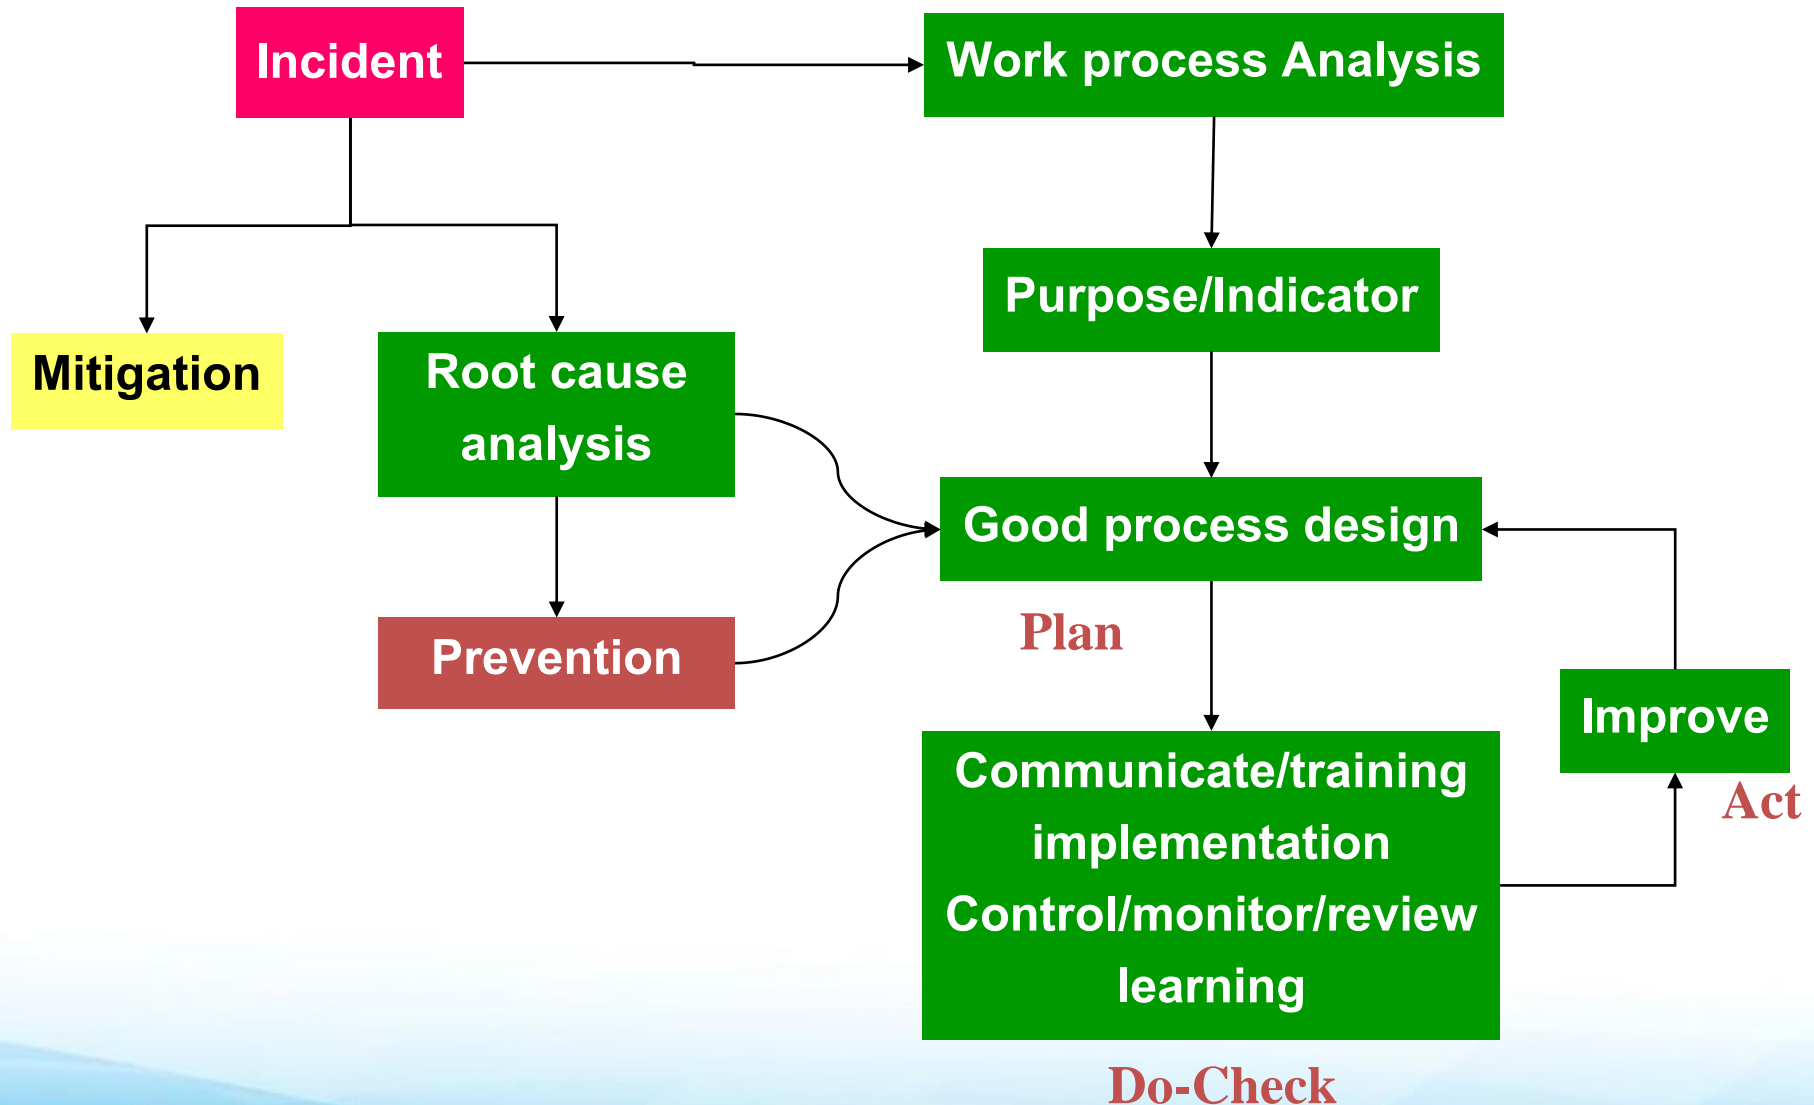 Incident
Work process Analysis
Purpose/Indicator
Mitigation
Root cause
analysis
Good process design
Plan
Prevention
Improve
Act
Communicate/training
implementation
Control/monitor/review
learning
Do-Check